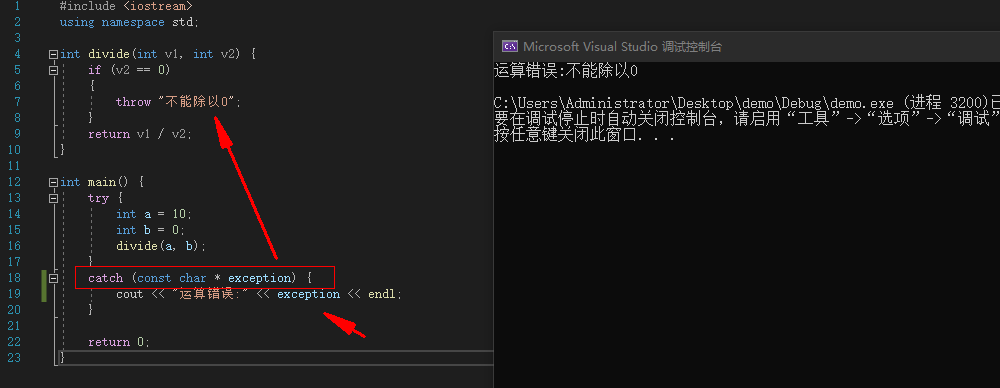 1 #include <iostream>
2 using namespace std;
3
4 int divide(int v1, int v2) {
5 if (v2 == 0)
6 {
7 throw "不能除以0";
8 }
9 return v1 / v2;
10 }
11
12 int main() {
13 try {
14 int a = 10;
15 int b = 0;
16 divide(a, b);
17 }
18 catch (const char * exception) {
19 cout << "运算错误:" << exception << endl;
20 }
21
22 return 0;
23 }
Microsoft Visual Studio 调试控制台
运算错误:不能除以0
C:\Users\Administrator\Desktop\demo\Debug\demo.exe (进程 3200)已
要在调试停止时自动关闭控制台，请启用“工具”->“选项”->“调试”
按任意键关闭此窗口. . .